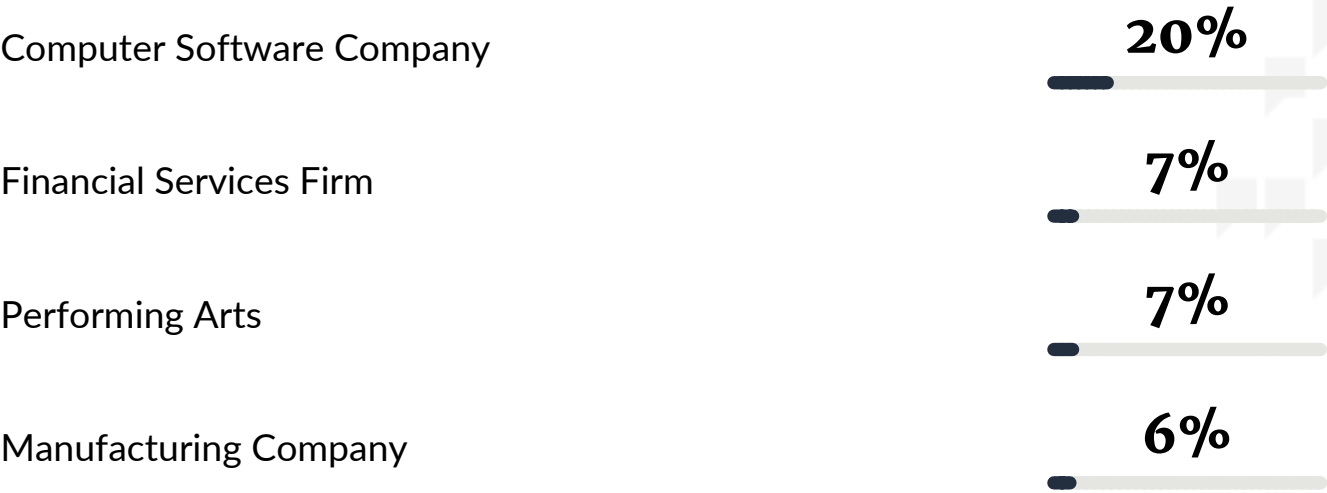 Computer Software Company
20%
Financial Services Firm
7%
Performing Arts
7%
Manufacturing Company
6%